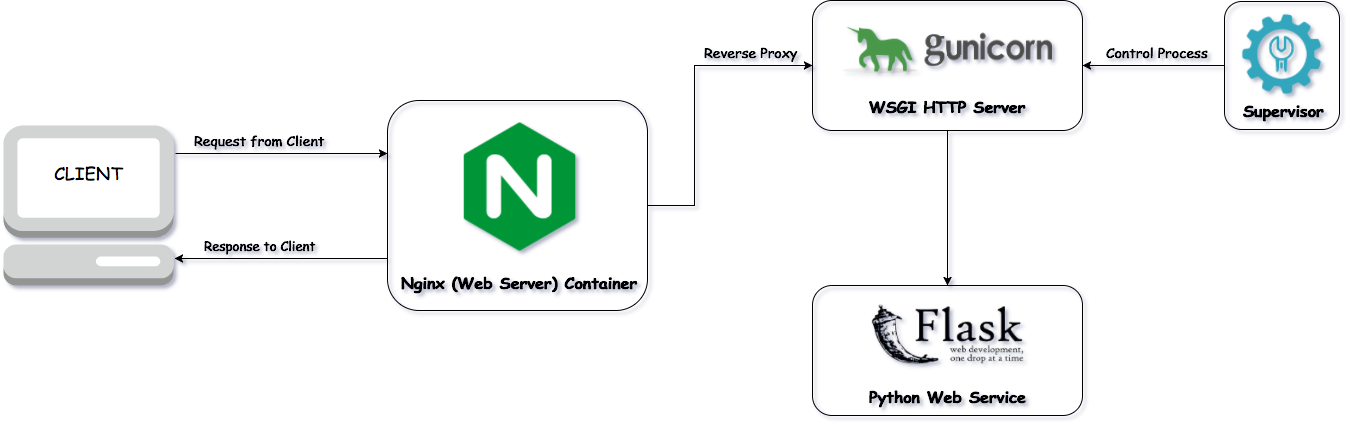 CLIENT
Request from Client
Response to Client
Nginx (Web Server) Container
Reverse Proxy
gunicorn
WSGI HTTP Server
Control Process
Supervisor
Flask
web development,
one drop at a time
Python Web Service